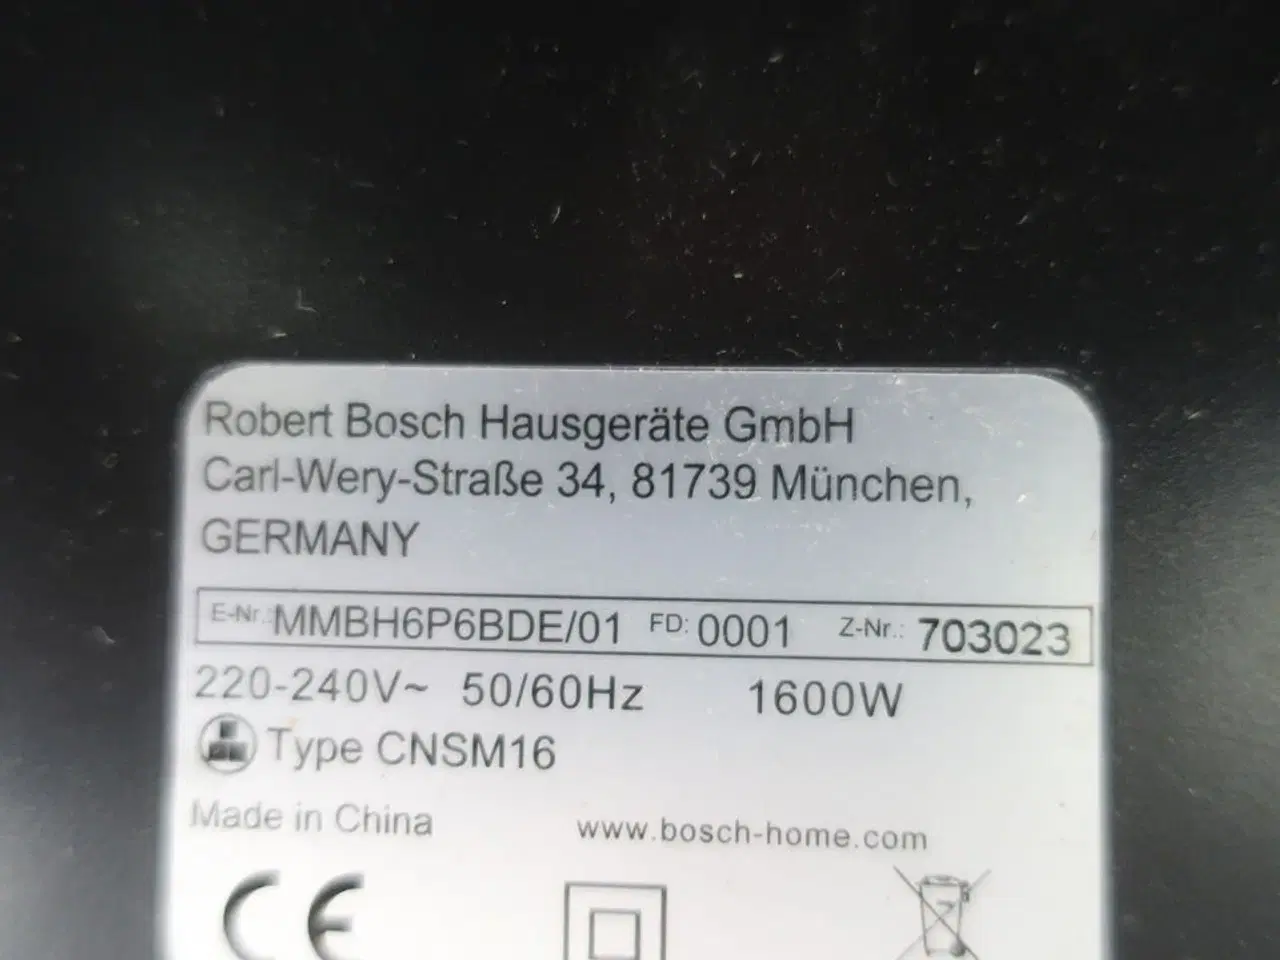 Robert Bosch Hausgeräte GmbH
Carl-Wery-Straße 34, 81739 München,
GERMANY
E-Nr.: MMBH6P6BDE/01 FD: 0001 Z-Nr.: 703023
220-240V~ 50/60Hz 1600W
Type CNSM16
Made in China www.bosch-home.com
CE